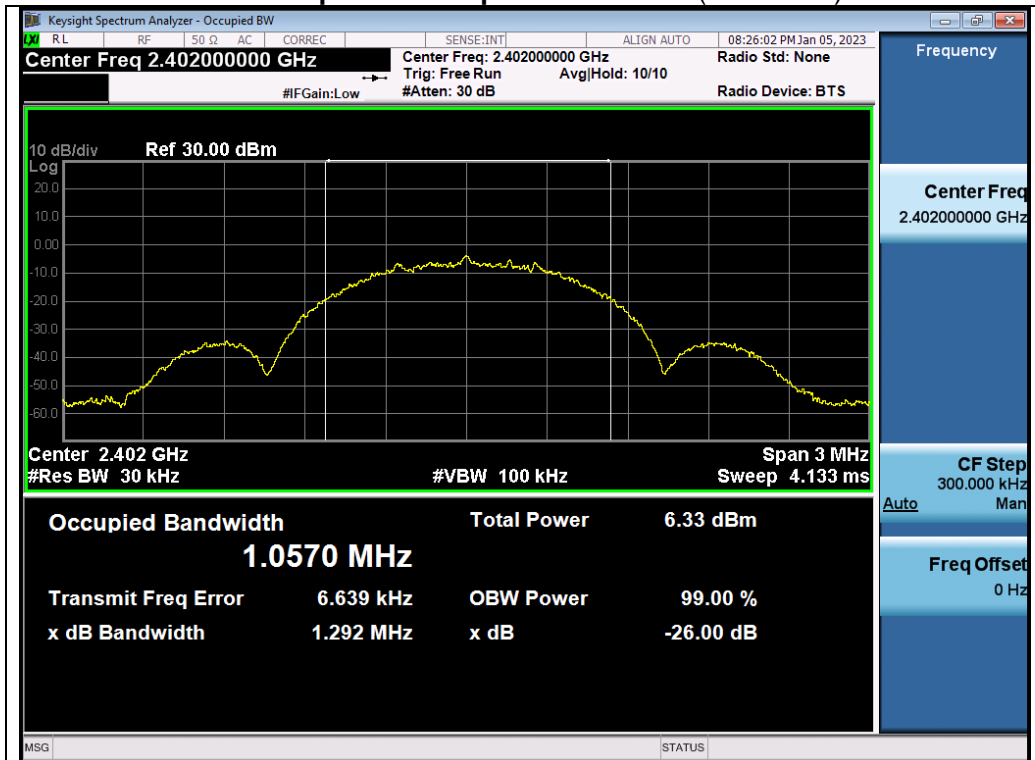 Keysight Spectrum Analyzer - Occupied BW
LXI RL RF 50 Ω AC CORREC SENSE:INT ALIGN AUTO 08:26:02 PM Jan 05, 2023
Center Freq 2.402000000 GHz
Center Freq: 2.402000000 GHz
Radio Std: None
Trig: Free Run Avg|Hold: 10/10
#IFGain:Low #Atten: 30 dB Radio Device: BTS
10 dB/div Ref 30.00 dBm
Log
20.0
10.0
0.00
-10.0
-20.0
-30.0
-40.0
-50.0
-60.0
Center 2.402 GHz Span 3 MHz
#Res BW 30 kHz #VBW 100 kHz Sweep 4.133 ms
Occupied Bandwidth Total Power 6.33 dBm
1.0570 MHz
Transmit Freq Error 6.639 kHz OBW Power 99.00 %
x dB Bandwidth 1.292 MHz x dB -26.00 dB
MSG STATUS
Frequency
Center Freq
2.402000000 GHz
CF Step
300.000 kHz
Auto Man
Freq Offset
0 Hz